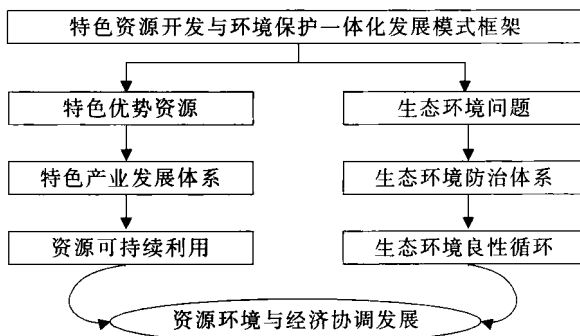 特色资源开发与环境保护一体化发展模式框架
特色优势资源
生态环境问题
特色产业发展体系
生态环境防治体系
资源可持续利用
生态环境良性循环
资源环境与经济协调发展